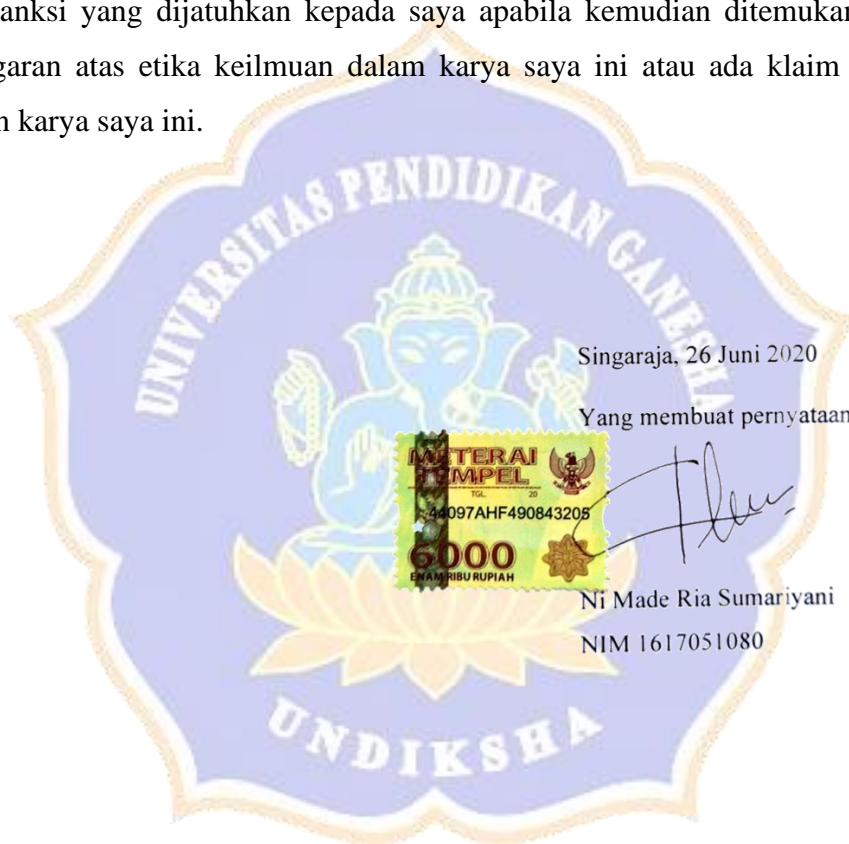 anksi yang dijatuhkan kepada saya apabila kemudian ditemukan
garan atas etika keilmuan dalam karya saya ini atau ada klaim
n karya saya ini.
UNIVERSITAS PENDIDIKAN GANESHA
Singaraja, 26 Juni 2020
Yang membuat pernyataan
METERAI
TEMPEL
TGL. 20
44097AHF490843205
6000
ENAM RIBU RUPIAH
Ni Made Ria Sumariyani
NIM 1617051080
UNDIKSHA